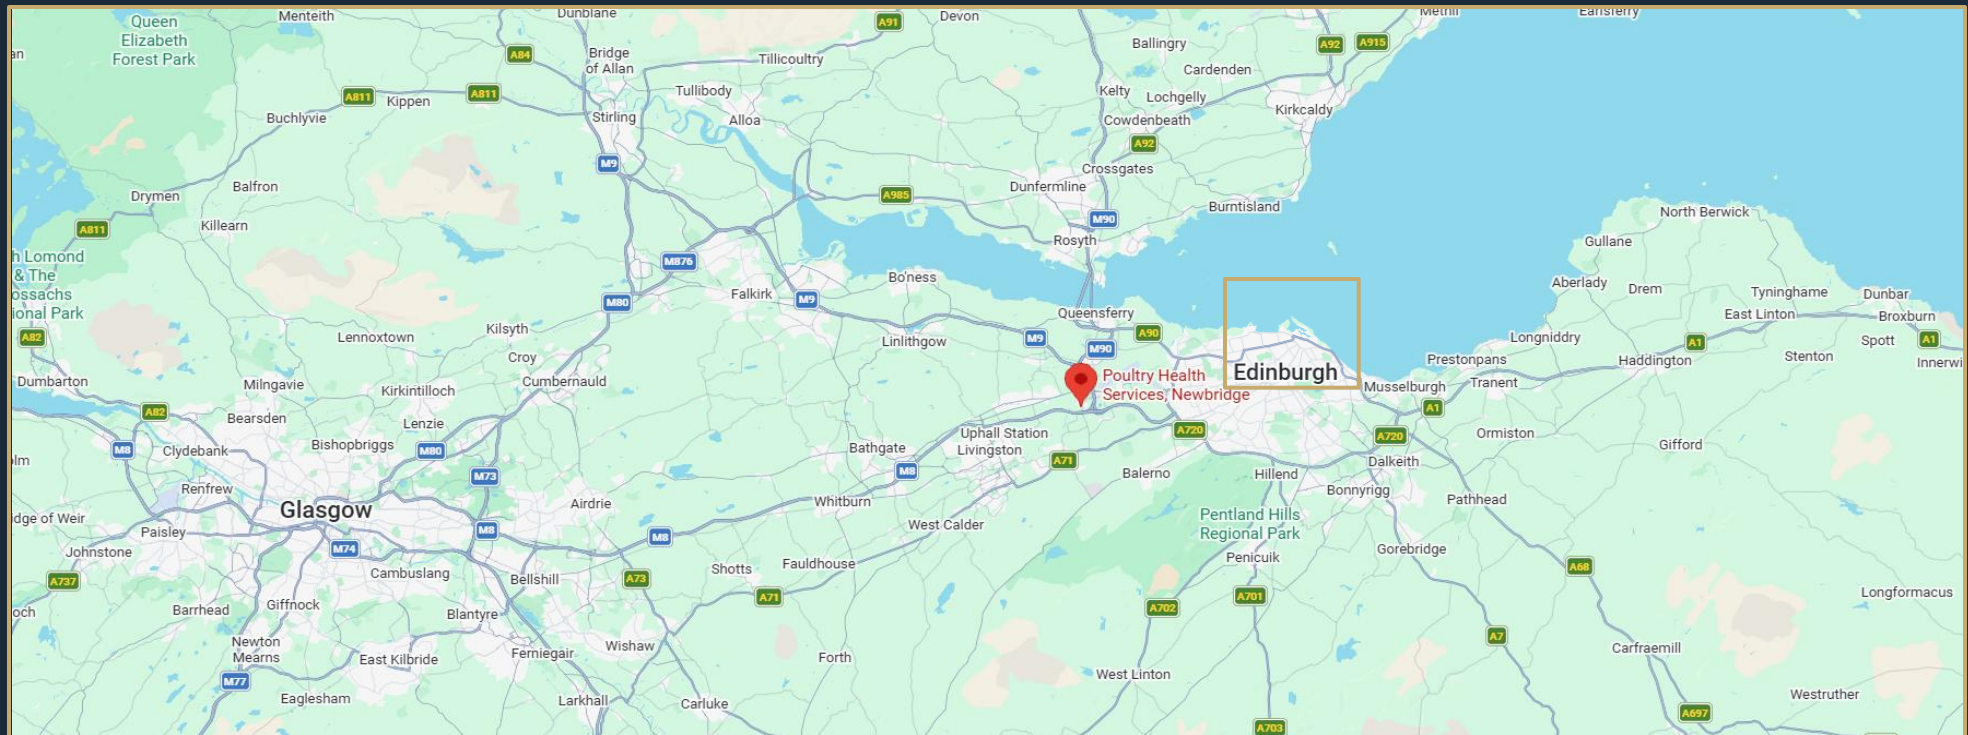 Menteith
Dunblane
Devon
Methil
Earlsferry
Queen
Elizabeth
Forest Park
A91
an
A84
Bridge
of Allan
Tillicoultry
Ballingry
A92
A915
Cardenden
A811
Kippen
A811
Tullibody
Kelty
Lochgelly
Buchlyvie
Stirling
Alloa
Cowdenbeath
Kirkcaldy
A92
M9
Crossgates
Drymen
Balfron
A985
Dunfermline
Burntisland
A811
Killearn
M90
Rosyth
North Berwick
Gullane
h Lomond
& The
ossachs
ional Park
M876
Bo'ness
Aberlady
Drem
Tyninghame
Dunbar
M80
Falkirk
M9
Queensferry
East Linton
Broxburn
A82
Lennoxtown
Kilsyth
Linlithgow
M9
A90
M90
Longniddry
A1
Spott
A1
Croy
Edinburgh
Prestonpans
Haddington
Stenton
Innerwi
Dumbarton
Milngavie
Kirkintilloch
Cumbernauld
Poultry Health
Services, Newbridge
Musselburgh
Tranent
A82
Bearsden
Lenzie
A1
M8
Clydebank
Bishopbriggs
M80
Bathgate
Uphall Station
Livingston
A720
A720
Ormiston
Gifford
olm
M73
M8
A71
Balerno
Hillend
Dalkeith
Renfrew
Glasgow
Airdrie
Whitburn
Bonnyrigg
Pathhead
idge of Weir
Paisley
M8
M8
West Calder
Pentland Hills
Regional Park
Johnstone
M74
Penicuik
Gorebridge
A737
Cambuslang
Bellshill
A73
Shotts
Fauldhouse
A68
och
Barrhead
Giffnock
Blantyre
A71
A702
A701
Longformacus
Newton
Mearns
East Kilbride
Ferniegair
Wishaw
Forth
A7
Carfraemill
M77
Eaglesham
Larkhall
Carluke
West Linton
Westruther
A703
A697